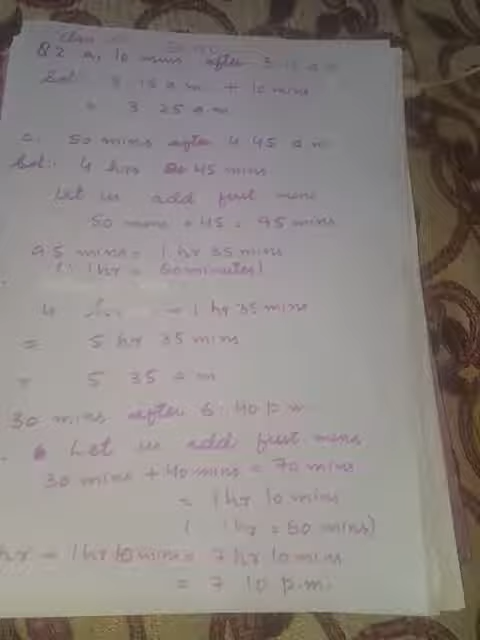 Q2 a, 10 mins after 3 15 a m
Sol: 3 15 a m + 10 mins
= 3 25 a m
c. 50 mins after 4 45 a m
Sol: 4 hrs 45 mins
Let us add first mins
50 mins + 45 = 95 mins
95 mins = 1 hr 35 mins
(∵ 1 hr = 60 minutes)
4 1 hr 35 mins
= 5 hr 35 mins
= 5 35 a m
30 mins after 6 40 p m
Let us add first mins
30 mins + 40 mins = 70 mins
= 1 hr 10 mins
( 1 hr = 60 mins)
hr 1 hr 10 mins = 7 hr 10 mins
= 7 10 p.m.